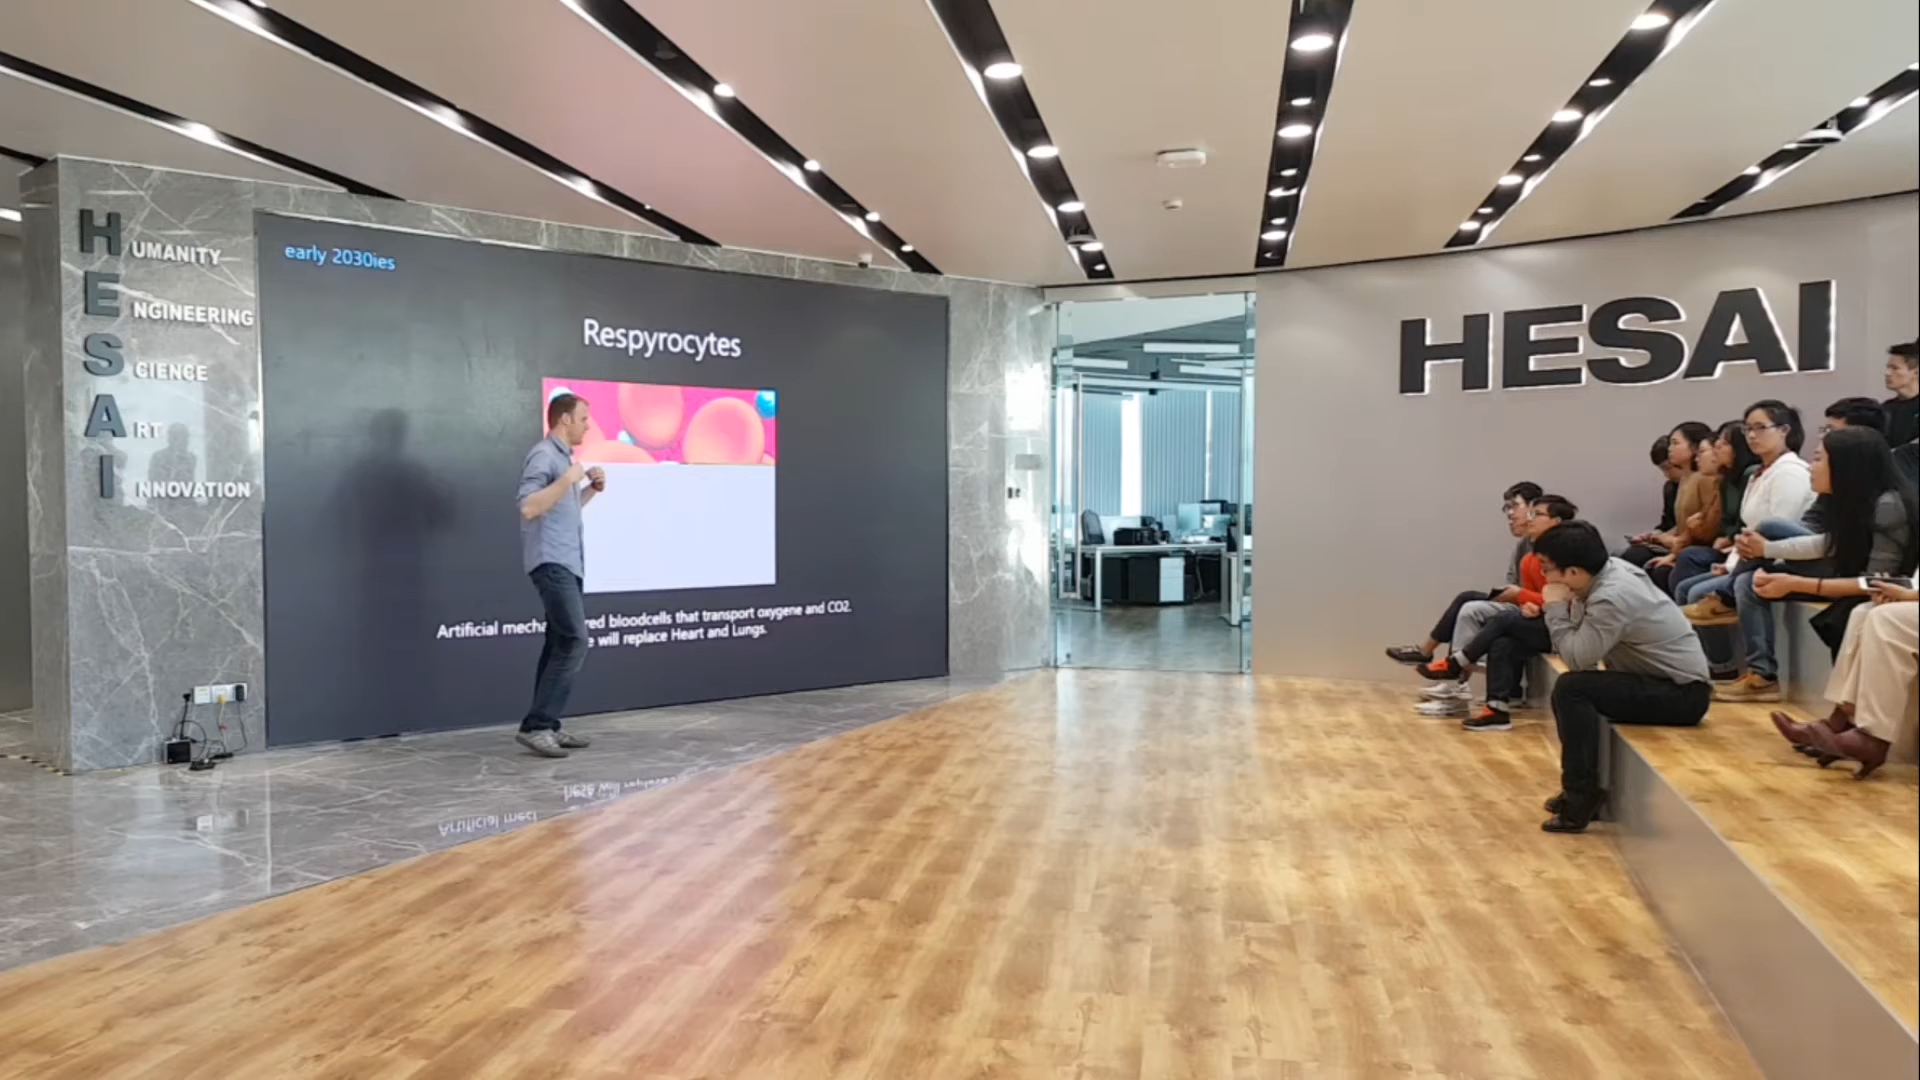 HUMANITY
ENGINEERING
SCIENCE
ART
INNOVATION
early 2030ies
Respyrocytes
Artificial mecha red bloodcells that transport oxygene and CO2.
e will replace Heart and Lungs.
HESAI